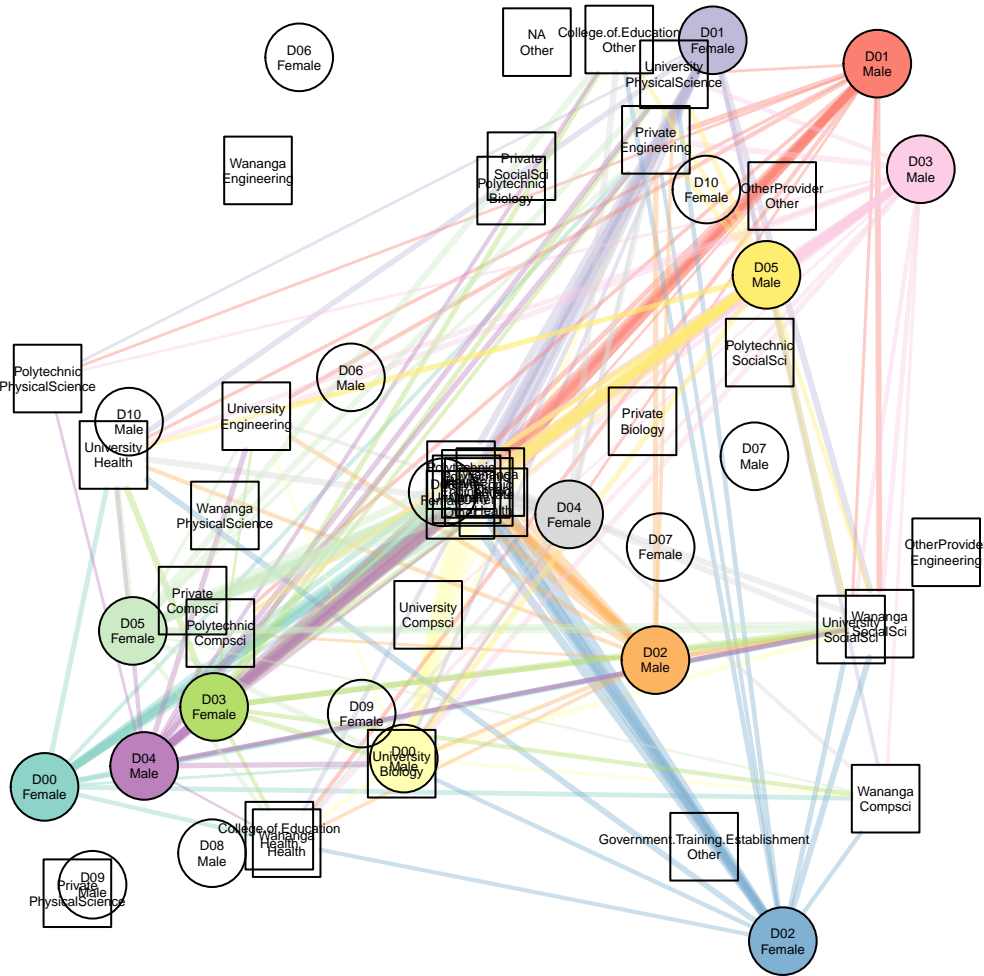 D06
Female
NA
Other
College.of.Education
Other
D01
Female
D01
Male
University
PhysicalScience
Private
Engineering
D03
Male
Wananga
Engineering
Private
SocialSci
Polytechnic
Biology
D10
Female
OtherProvider
Other
D05
Male
Polytechnic
SocialSci
Polytechnic
PhysicalScience
D06
Male
D10
Male
University
Engineering
Private
Biology
University
Health
D07
Male
Wananga
PhysicalScience
D04
Female
D07
Female
Private
Compsci
University
Compsci
D05
Female
Polytechnic
Compsci
University
SocialSci
Wananga
SocialSci
D02
Male
D03
Female
D09
Female
D00
Male
University
Biology
D04
Male
D00
Female
Wananga
Compsci
College.of.Education
Health
Wananga
Health
D08
Male
Government.Training.Establishment
Other
D09
Male
Private
PhysicalScience
D02
Female